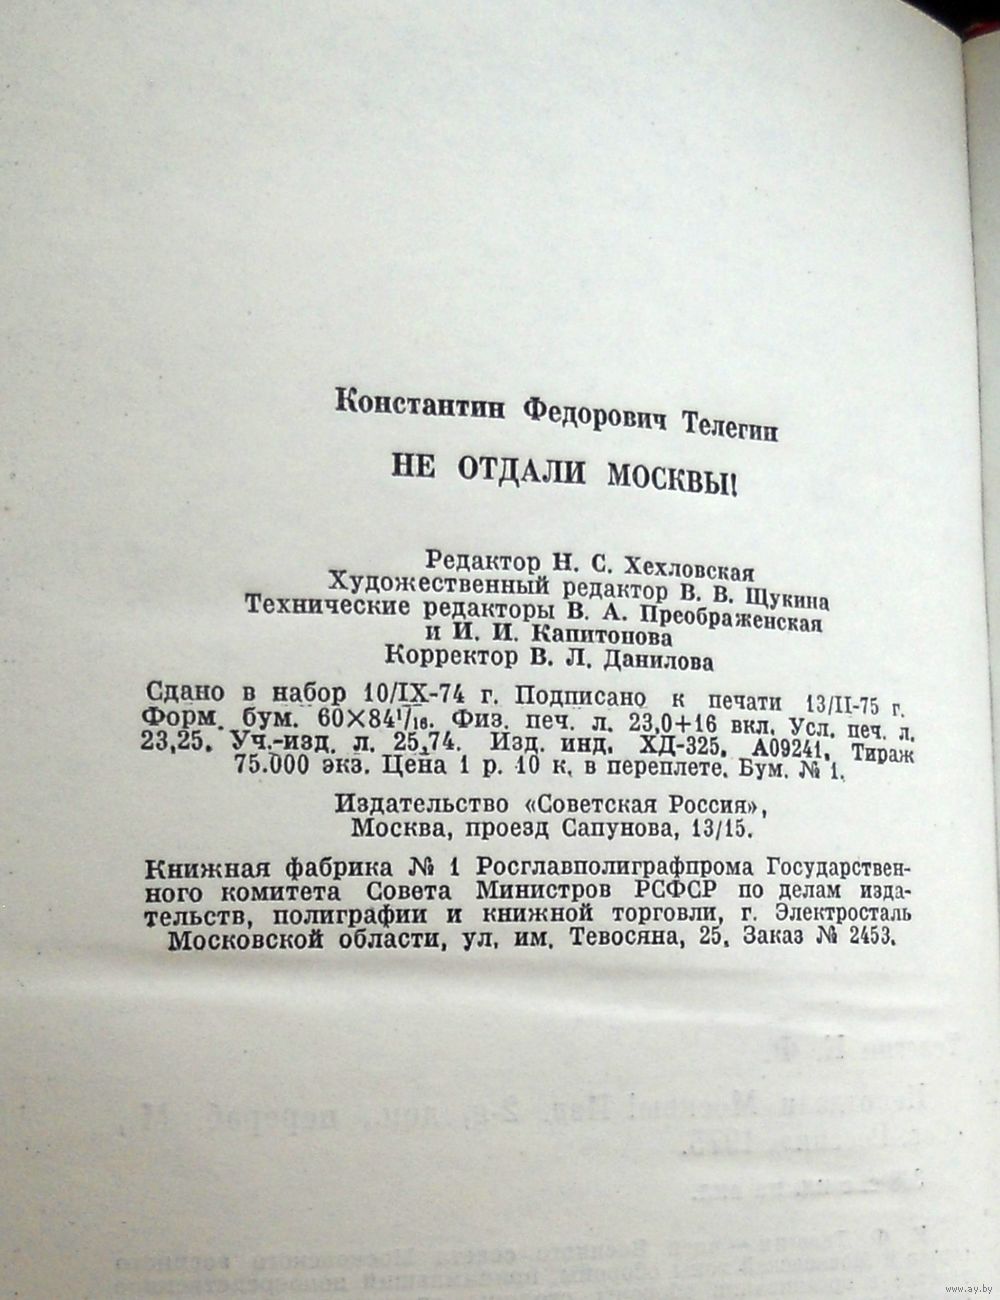 Константин Федорович Телегин
НЕ ОТДАЛИ МОСКВЫ!
Редактор Н. С. Хехловская
Художественный редактор В. В. Щукина
Технические редакторы В. А. Преображенская
и И. И. Капитонова
Корректор В. Л. Данилова
Сдано в набор 10/IX-74 г. Подписано к печати 13/II-75 г.
Форм. бум. 60×84¹/₁₆. Физ. печ. л. 23,0+16 вкл. Усл. печ. л.
23,25. Уч.-изд. л. 25,74. Изд. инд. ХД-325. А09241. Тираж
75.000 экз. Цена 1 р. 10 к. в переплете. Бум. № 1.
Издательство «Советская Россия»,
Москва, проезд Сапунова, 13/15.
Книжная фабрика № 1 Росглавполиграфпрома Государствен-
ного комитета Совета Министров РСФСР по делам изда-
тельств, полиграфии и книжной торговли, г. Электросталь
Московской области, ул. им. Тевосяна, 25. Заказ № 2453.
www.ay.by